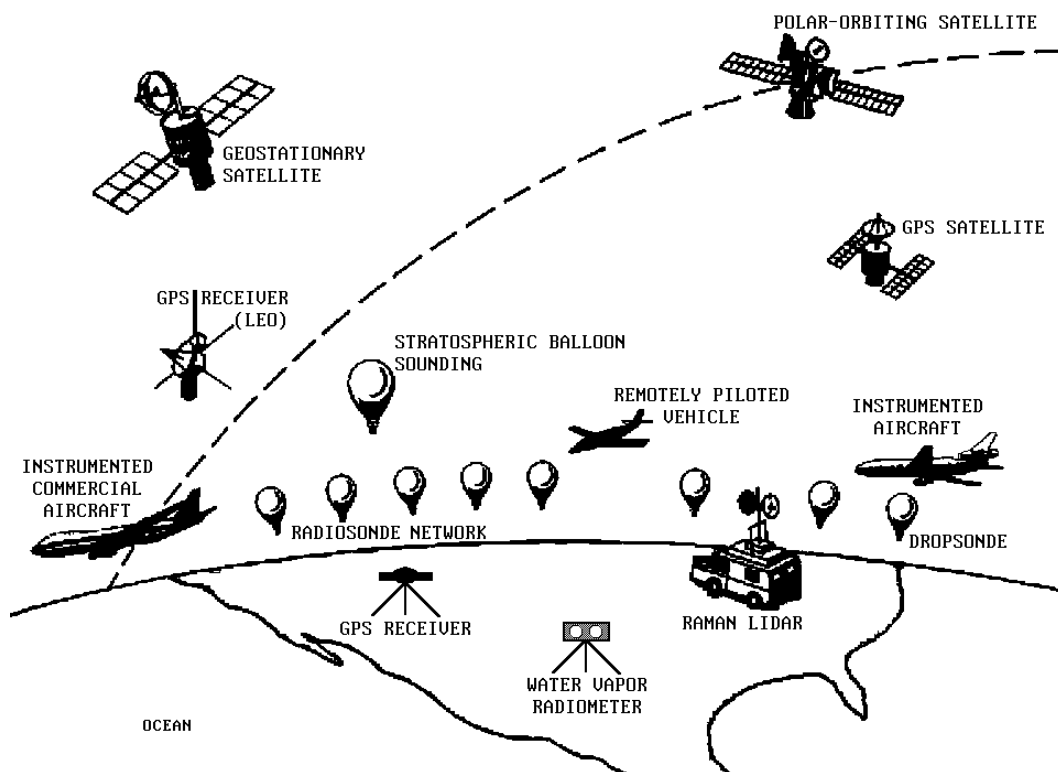 POLAR-ORBITING SATELLITE
GEOSTATIONARY
SATELLITE
GPS SATELLITE
GPS RECEIVER
(LEO)
STRATOSPHERIC BALLOON
SOUNDING
REMOTELY PILOTED
VEHICLE
INSTRUMENTED
AIRCRAFT
INSTRUMENTED
COMMERCIAL
AIRCRAFT
RADIOSONDE NETWORK
DROPSONDE
GPS RECEIVER
RAMAN LIDAR
WATER VAPOR
RADIOMETER
OCEAN